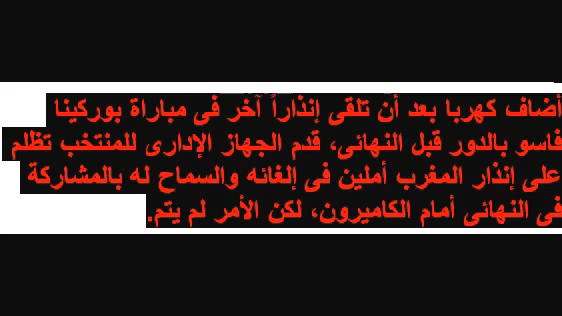 أضاف كهربا بعد أن تلقى إنذاراً آخر فى مباراة بوركينا
فاسو بالدور قبل النهائى، قدم الجهاز الإدارى للمنتخب تظلم
على إنذار المغرب أملين فى إلغائه والسماح له بالمشاركة
فى النهائى أمام الكاميرون، لكن الأمر لم يتم.